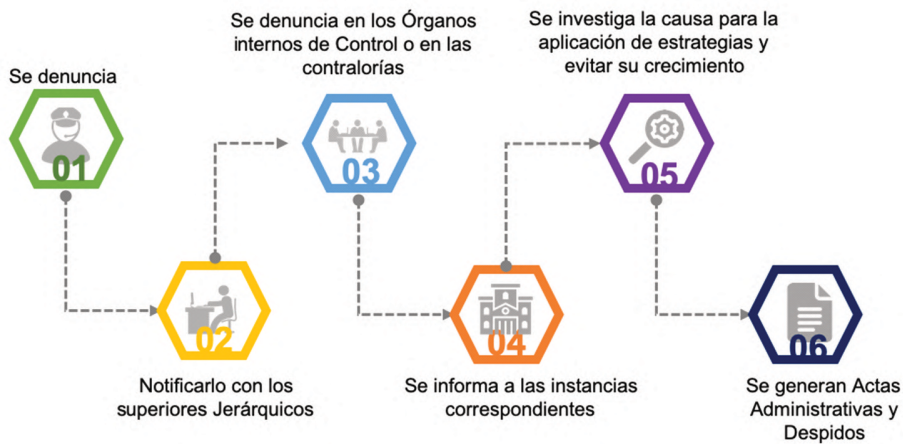 Se denuncia
01
Notificarlo con los
superiores Jerárquicos
02
Se denuncia en los Órganos
internos de Control o en las
contralorías
03
Se informa a las instancias
correspondientes
04
Se investiga la causa para la
aplicación de estrategias y
evitar su crecimiento
05
Se generan Actas
Administrativas y
Despidos
06